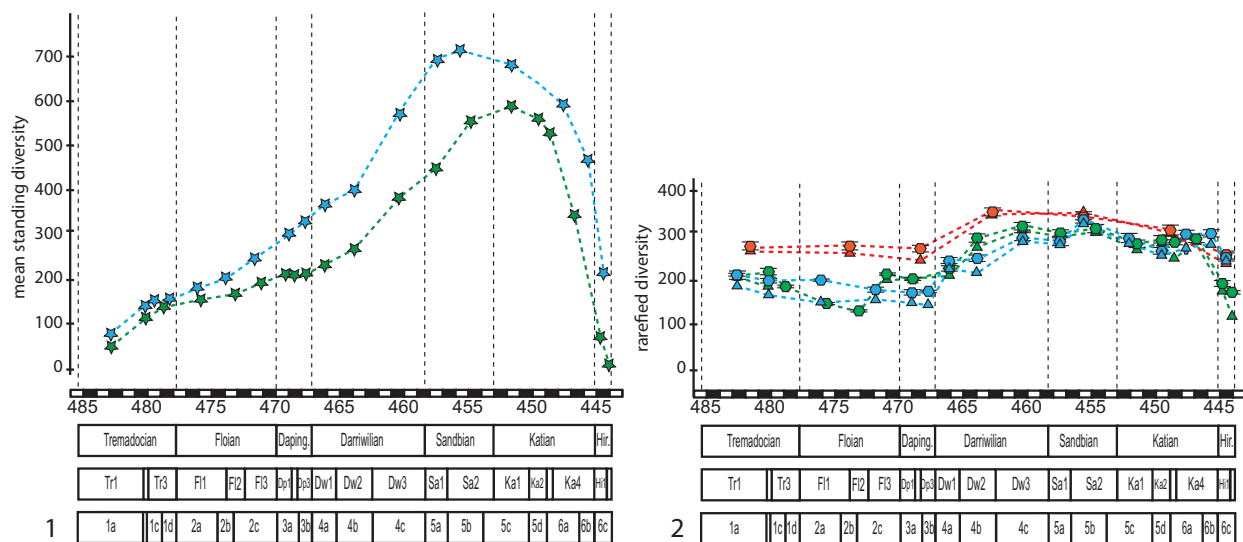 mean standing diversity
700
600
500
400
300
200
100
0
485 480 475 470 465 460 455 450 445
Tremadocian Floian Daping. Darriwilian Sandbian Katian Hir.
Tr1 Tr3 Fl1 Fl2 Fl3 Dp1 Dp3 Dw1 Dw2 Dw3 Sa1 Sa2 Ka1 Ka2 Ka4 Hi1
1a 1c 1d 2a 2b 2c 3a 3b 4a 4b 4c 5a 5b 5c 5d 6a 6b 6c
1
rarefied diversity
400
300
200
100
0
485 480 475 470 465 460 455 450 445
Tremadocian Floian Daping. Darriwilian Sandbian Katian Hir.
Tr1 Tr3 Fl1 Fl2 Fl3 Dp1 Dp3 Dw1 Dw2 Dw3 Sa1 Sa2 Ka1 Ka2 Ka4 Hi1
1a 1c 1d 2a 2b 2c 3a 3b 4a 4b 4c 5a 5b 5c 5d 6a 6b 6c
2